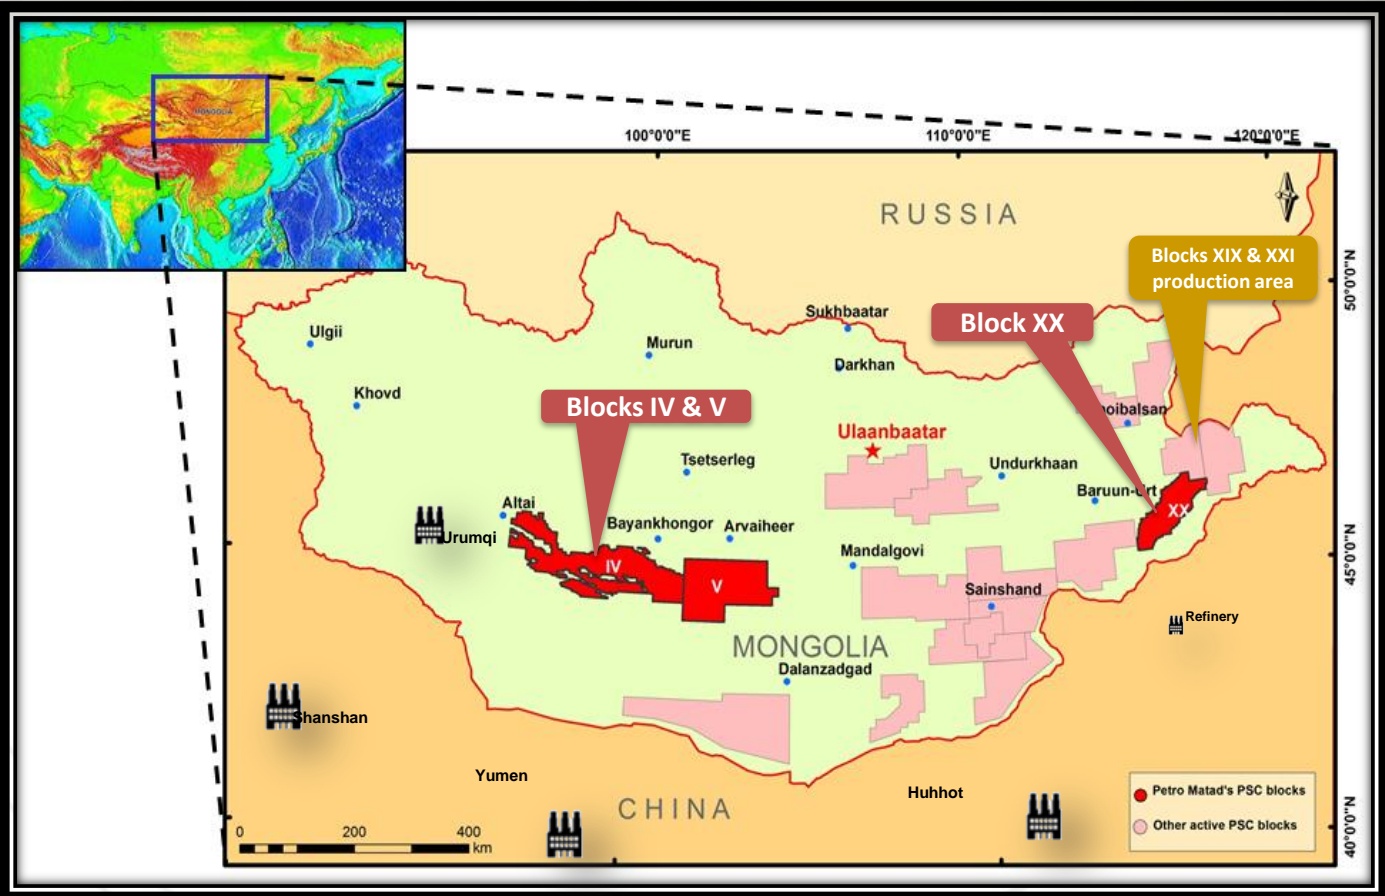 MONGOLIA
100°0'0"E
110°0'0"E
120°0'0"E
RUSSIA
Blocks XIX & XXI
production area
50°0'0"N
Block XX
Sukhbaatar
Ulgii
Murun
Darkhan
Khovd
Blocks IV & V
oibalsan
Ulaanbaatar
Tsetserleg
Undurkhaan
Baruun-Urt
Altai
XX
Bayankhongor
Arvaiheer
Urumqi
Mandalgovi
45°0'0"N
IV
V
Sainshand
Refinery
MONGOLIA
Dalanzadgad
Shanshan
Yumen
Huhhot
CHINA
Petro Matad's PSC blocks
Other active PSC blocks
40°0'0"N
0 200 400
km